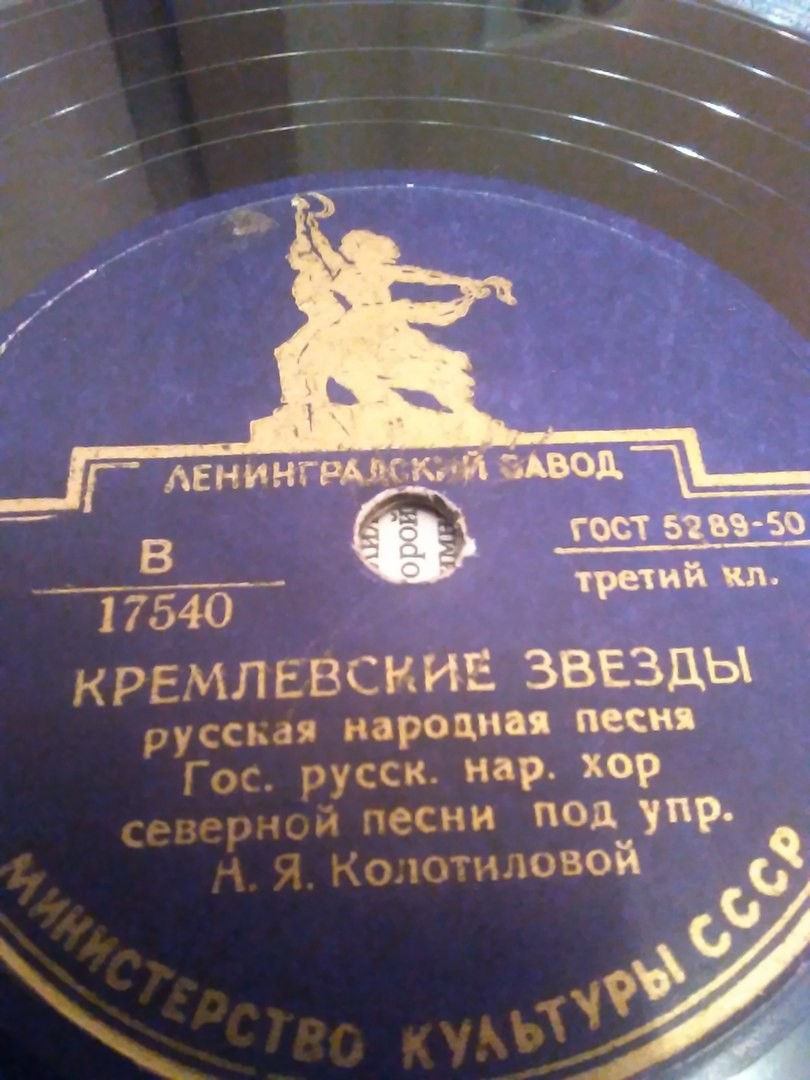 ЛЕНИНГРАДСКИЙ ЗАВОД
В
17540
ГОСТ 5289-50
третий кл.
КРЕМЛЕВСКИЕ ЗВЕЗДЫ
русская народная песня
Гос. русск. нар. хор
северной песни под упр.
А. Я. Колотиловой
МИНИСТЕРСТВО КУЛЬТУРЫ СССР
орой